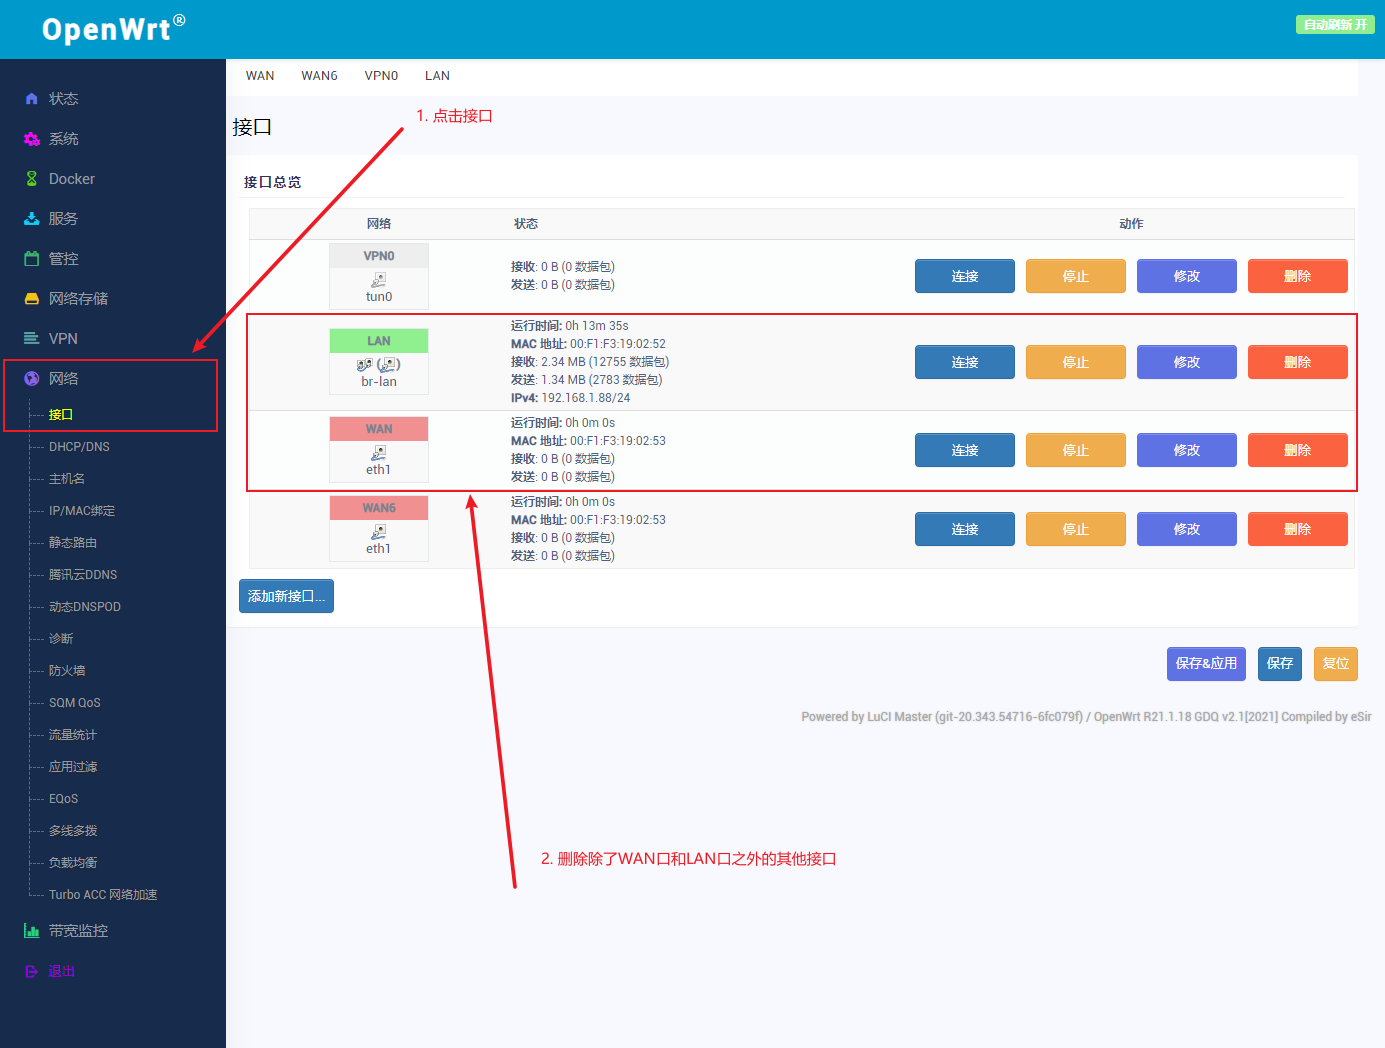 OpenWrt®
自动刷新 开
状态
系统
Docker
服务
管控
网络存储
VPN
网络
接口
DHCP/DNS
主机名
IP/MAC绑定
静态路由
腾讯云DDNS
动态DNSPOD
诊断
防火墙
SQM QoS
流量统计
应用过滤
EQoS
多线多拨
负载均衡
Turbo ACC 网络加速
带宽监控
退出
WAN WAN6 VPN0 LAN
1. 点击接口
接口
接口总览
网络 状态 动作
VPN0
tun0
接收: 0 B (0 数据包)
发送: 0 B (0 数据包)
连接 停止 修改 删除
LAN
br-lan
运行时间: 0h 13m 35s
MAC 地址: 00:F1:F3:19:02:52
接收: 2.34 MB (12755 数据包)
发送: 1.34 MB (2783 数据包)
IPv4: 192.168.1.88/24
连接 停止 修改 删除
WAN
eth1
运行时间: 0h 0m 0s
MAC 地址: 00:F1:F3:19:02:53
接收: 0 B (0 数据包)
发送: 0 B (0 数据包)
连接 停止 修改 删除
WAN6
eth1
运行时间: 0h 0m 0s
MAC 地址: 00:F1:F3:19:02:53
接收: 0 B (0 数据包)
发送: 0 B (0 数据包)
连接 停止 修改 删除
添加新接口...
保存&应用 保存 复位
Powered by LuCI Master (git-20.343.54716-6fc079f) / OpenWrt R21.1.18 GDQ v2.1[2021] Compiled by eSir
2. 删除除了WAN口和LAN口之外的其他接口